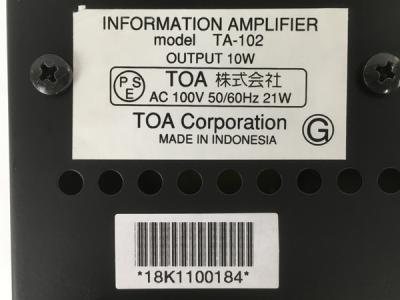 INFORMATION AMPLIFIER
model TA-102
OUTPUT 10W
PSE TOA 株式会社
AC 100V 50/60Hz 21W
TOA Corporation G
MADE IN INDONESIA
*18K1100184*